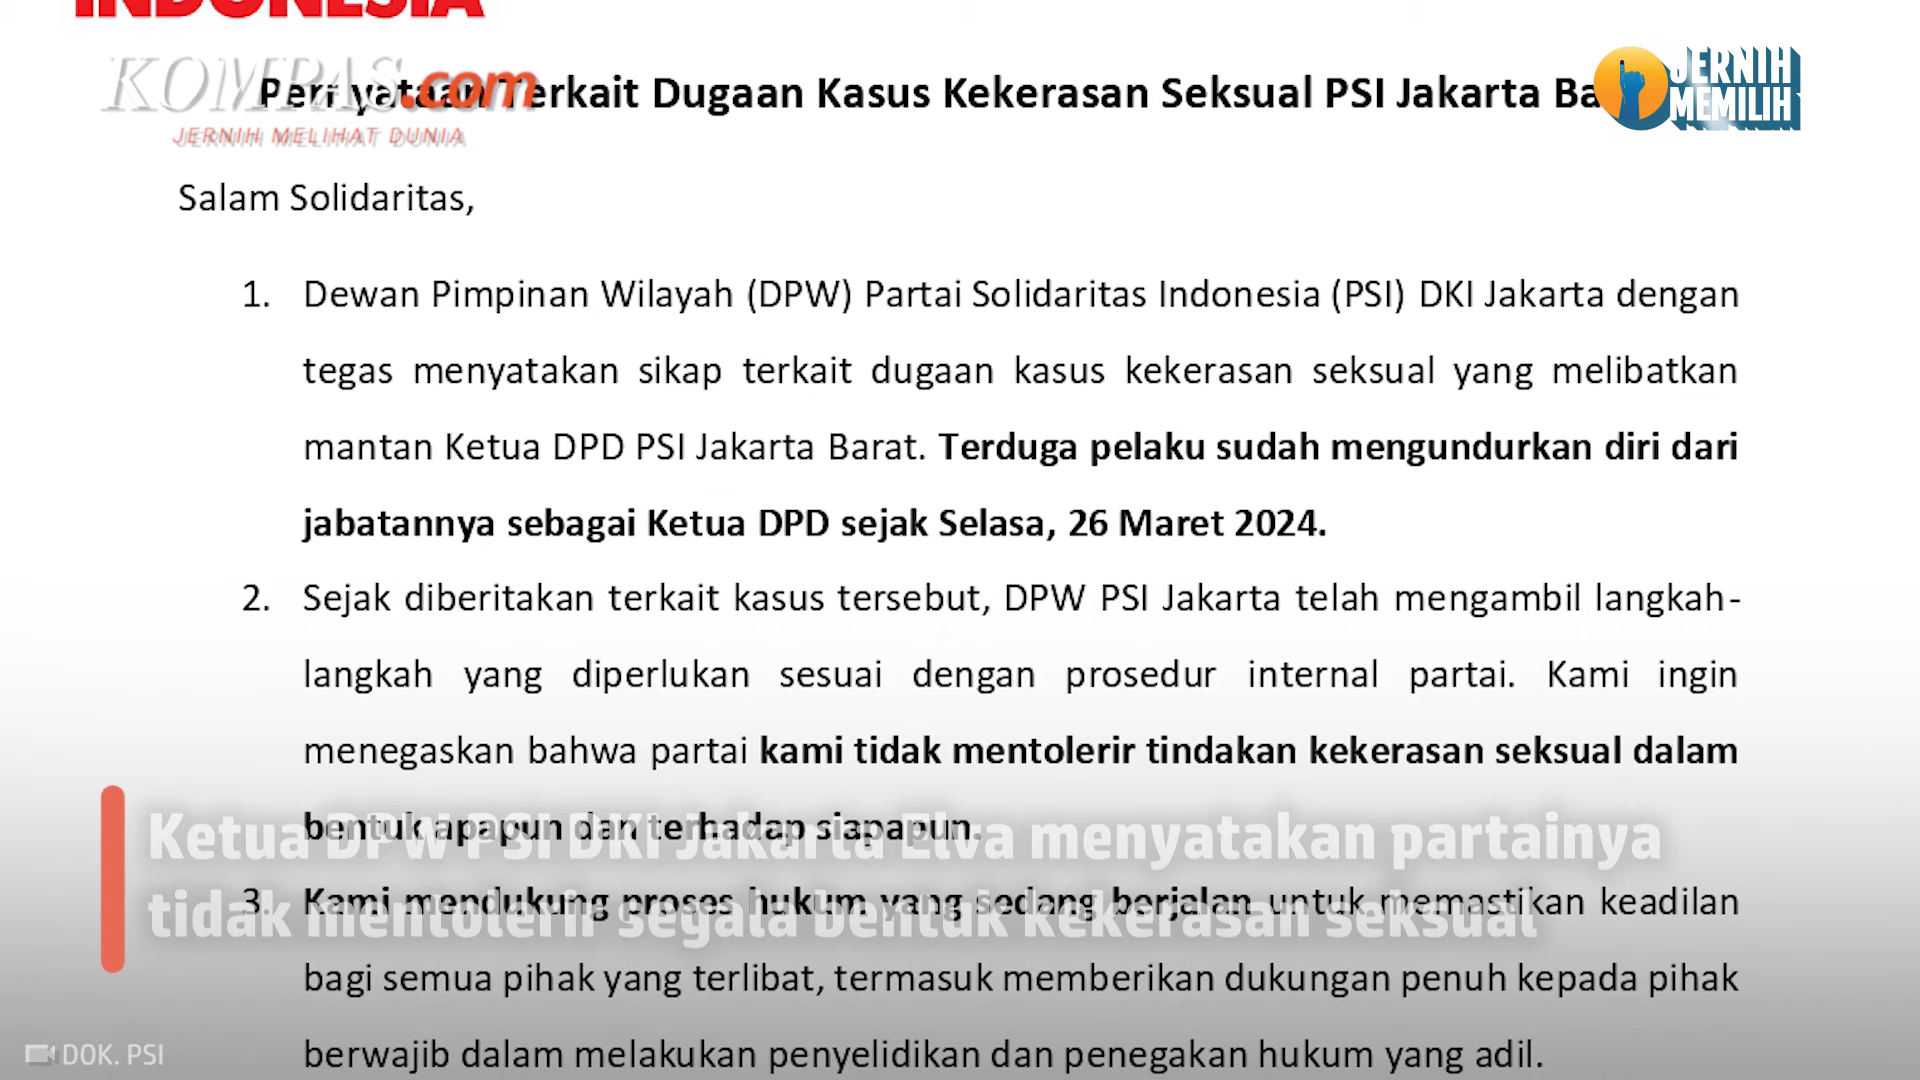 INDONESIA
KOMPAS.com
JERNIH MELIHAT DUNIA
Pernyataan Terkait Dugaan Kasus Kekerasan Seksual PSI Jakarta Ba
JERNIH
MEMILIH
Salam Solidaritas,
1. Dewan Pimpinan Wilayah (DPW) Partai Solidaritas Indonesia (PSI) DKI Jakarta dengan
tegas menyatakan sikap terkait dugaan kasus kekerasan seksual yang melibatkan
mantan Ketua DPD PSI Jakarta Barat. Terduga pelaku sudah mengundurkan diri dari
jabatannya sebagai Ketua DPD sejak Selasa, 26 Maret 2024.
2. Sejak diberitakan terkait kasus tersebut, DPW PSI Jakarta telah mengambil langkah-
langkah yang diperlukan sesuai dengan prosedur internal partai. Kami ingin
menegaskan bahwa partai kami tidak mentolerir tindakan kekerasan seksual dalam
bentuk apapun dan terhadap siapapun.
3. Kami mendukung proses hukum yang sedang berjalan untuk memastikan keadilan
bagi semua pihak yang terlibat, termasuk memberikan dukungan penuh kepada pihak
berwajib dalam melakukan penyelidikan dan penegakan hukum yang adil.
Ketua DPW PSI DKI Jakarta Elva menyatakan partainya
tidak mentolerir segala bentuk kekerasan seksual
DOK. PSI